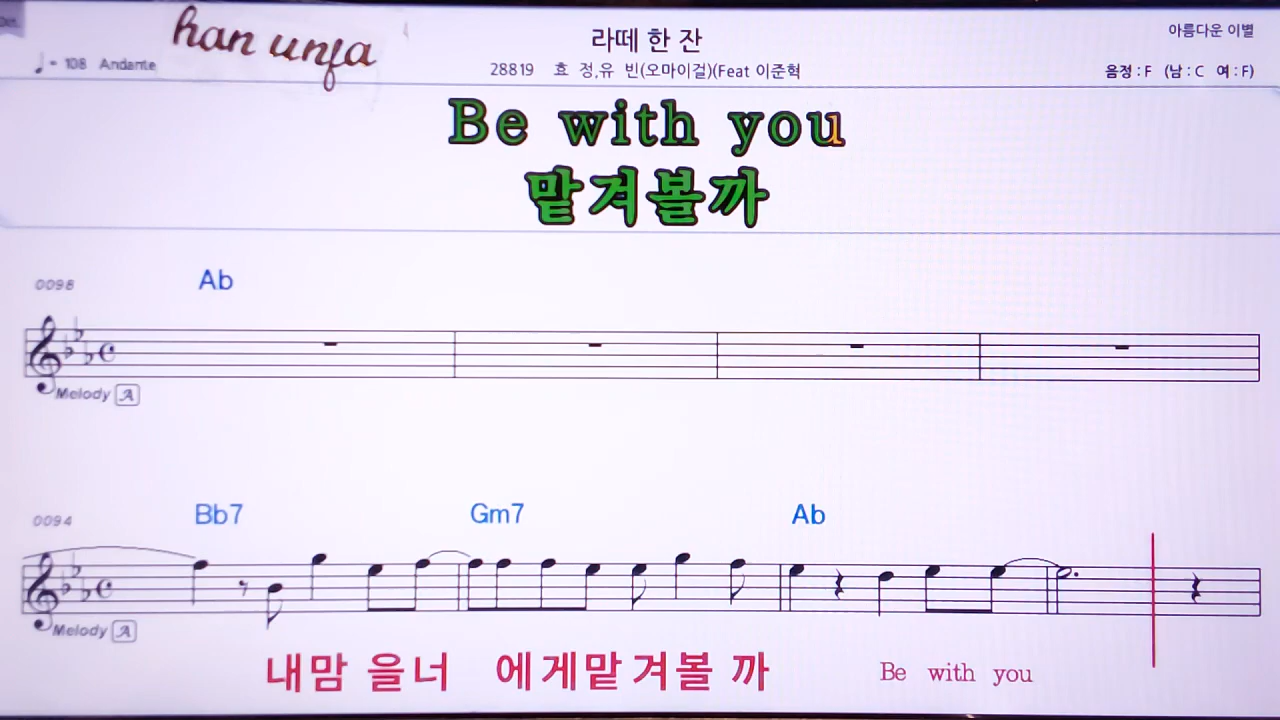 han unfa
라떼 한 잔
아름다운 이별
♩= 108 Andante
28819 효 정,유 빈(오마이걸)(Feat 이준혁
음정 : F (남 : C 여 : F)
Be with you
맡겨볼까
0098
Ab
Melody A
0094
Bb7 Gm7 Ab
Melody A
내맘 을너 에게맡겨볼 까 Be with you